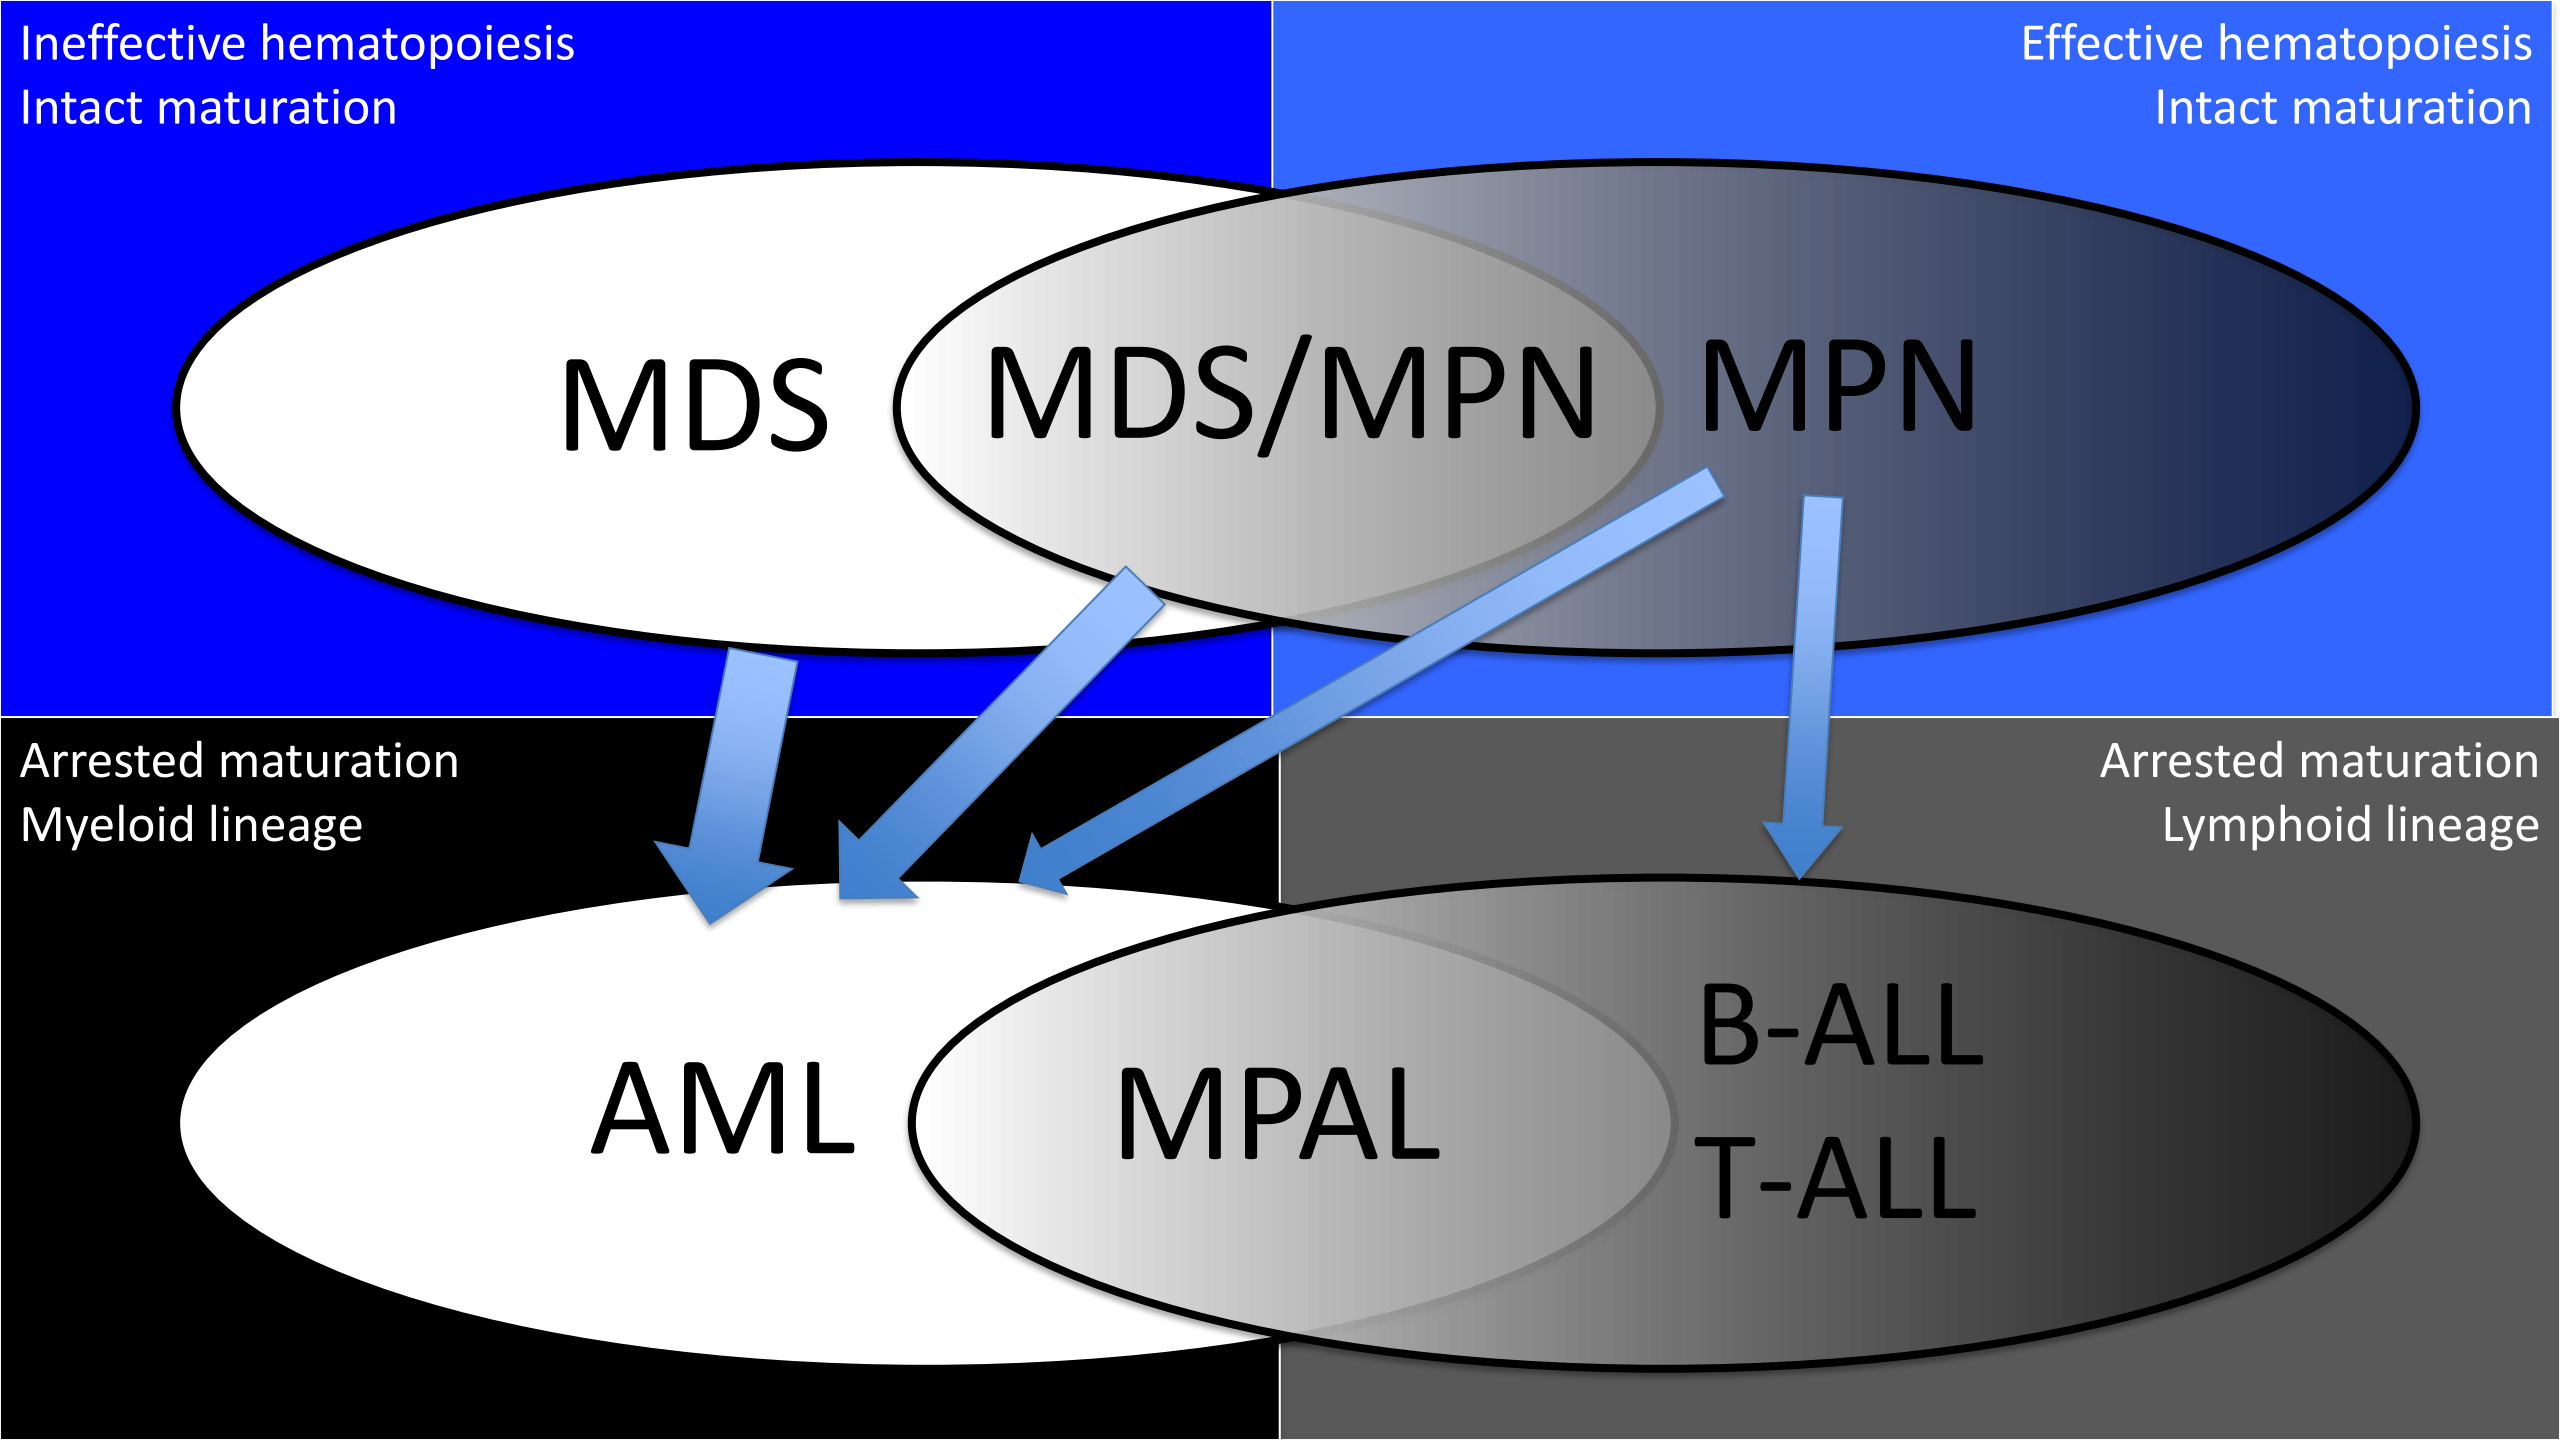 Ineffective hematopoiesis
Intact maturation
Effective hematopoiesis
Intact maturation
MDS
MDS/MPN
MPN
Arrested maturation
Myeloid lineage
Arrested maturation
Lymphoid lineage
AML
MPAL
B-ALL
T-ALL